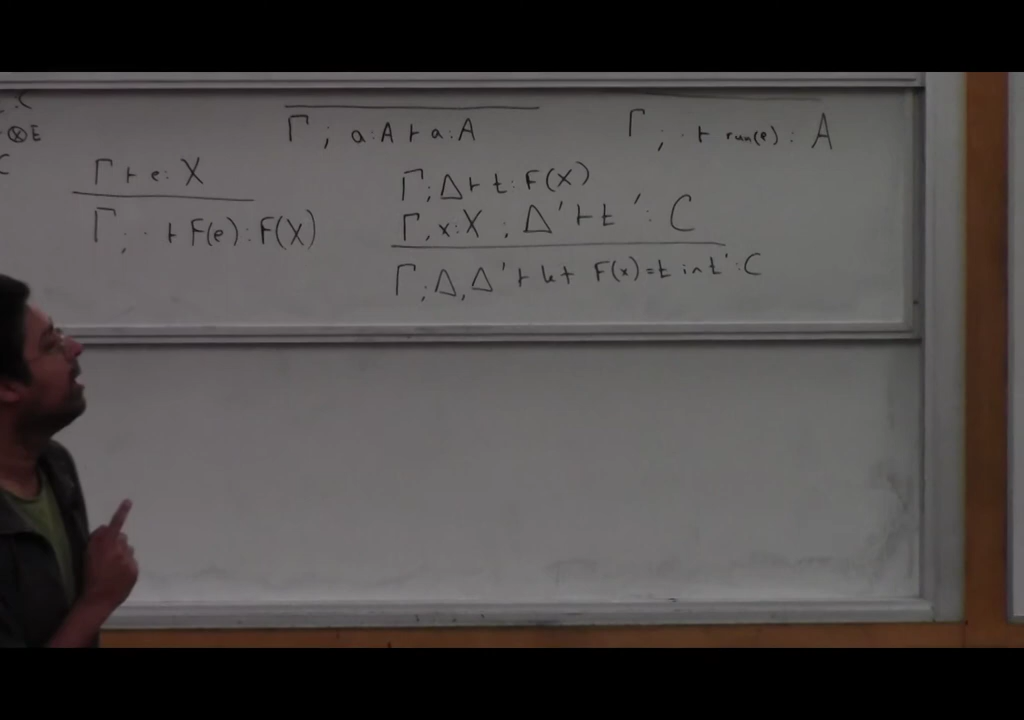 ⊗E
Γ ; a:A ⊢ a:A
Γ ; · ⊢ run(e) : A
Γ ⊢ e : X
Γ ; · ⊢ F(e) : F(X)
Γ ; Δ ⊢ t : F(X)
Γ, x:X ; Δ' ⊢ t' : C
Γ ; Δ, Δ' ⊢ let F(x) = t in t' : C